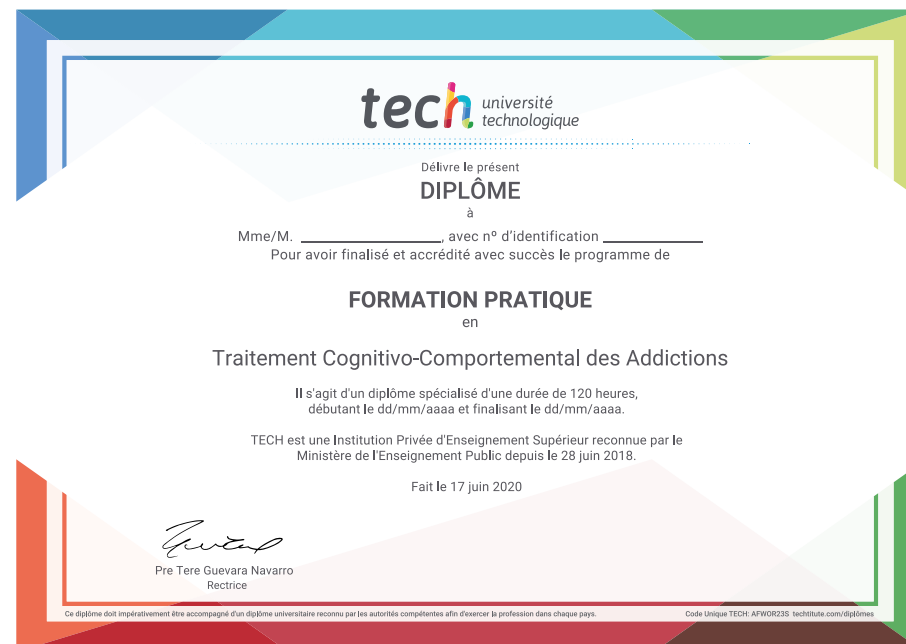 tech université
technologique
Délivre le présent
DIPLÔME
à
Mme/M. ____________________, avec nº d'identification ______________
Pour avoir finalisé et accrédité avec succès le programme de
FORMATION PRATIQUE
en
Traitement Cognitivo-Comportemental des Addictions
Il s'agit d'un diplôme spécialisé d'une durée de 120 heures,
débutant le dd/mm/aaaa et finalisant le dd/mm/aaaa.
TECH est une Institution Privée d'Enseignement Supérieur reconnue par le
Ministère de l'Enseignement Public depuis le 28 juin 2018.
Fait le 17 juin 2020
Pre Tere Guevara Navarro
Rectrice
Ce diplôme doit impérativement être accompagné d'un diplôme universitaire reconnu par les autorités compétentes afin d'exercer la profession dans chaque pays.
Code Unique TECH: AFWOR23S techtitute.com/diplômes